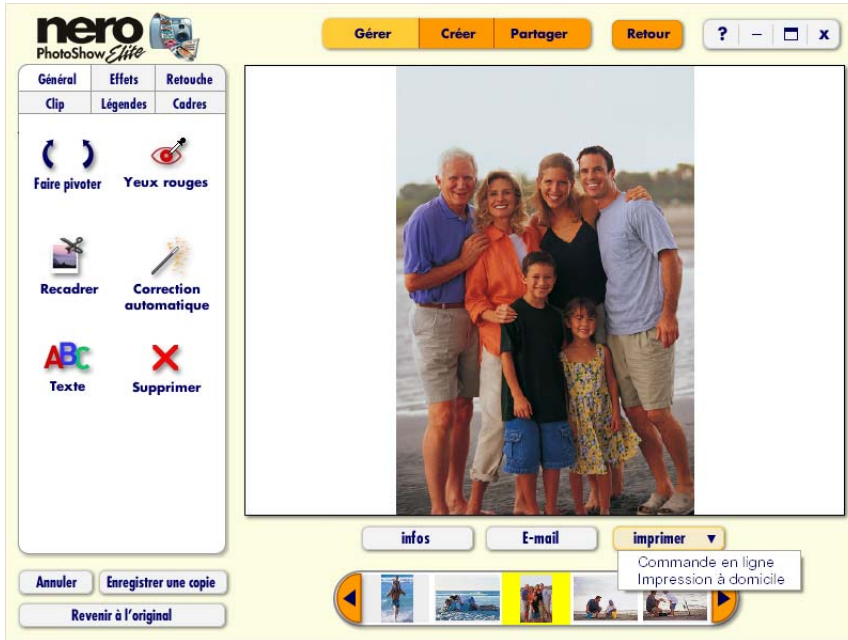 nero
PhotoShow Elite
Gérer Créer Partager Retour ? – x
Général Effets Retouche
Clip Légendes Cadres
Faire pivoter Yeux rouges
Recadrer Correction
automatique
ABC
Texte Supprimer
infos E-mail imprimer ▼
Commande en ligne
Impression à domicile
Annuler Enregistrer une copie
Revenir à l'original